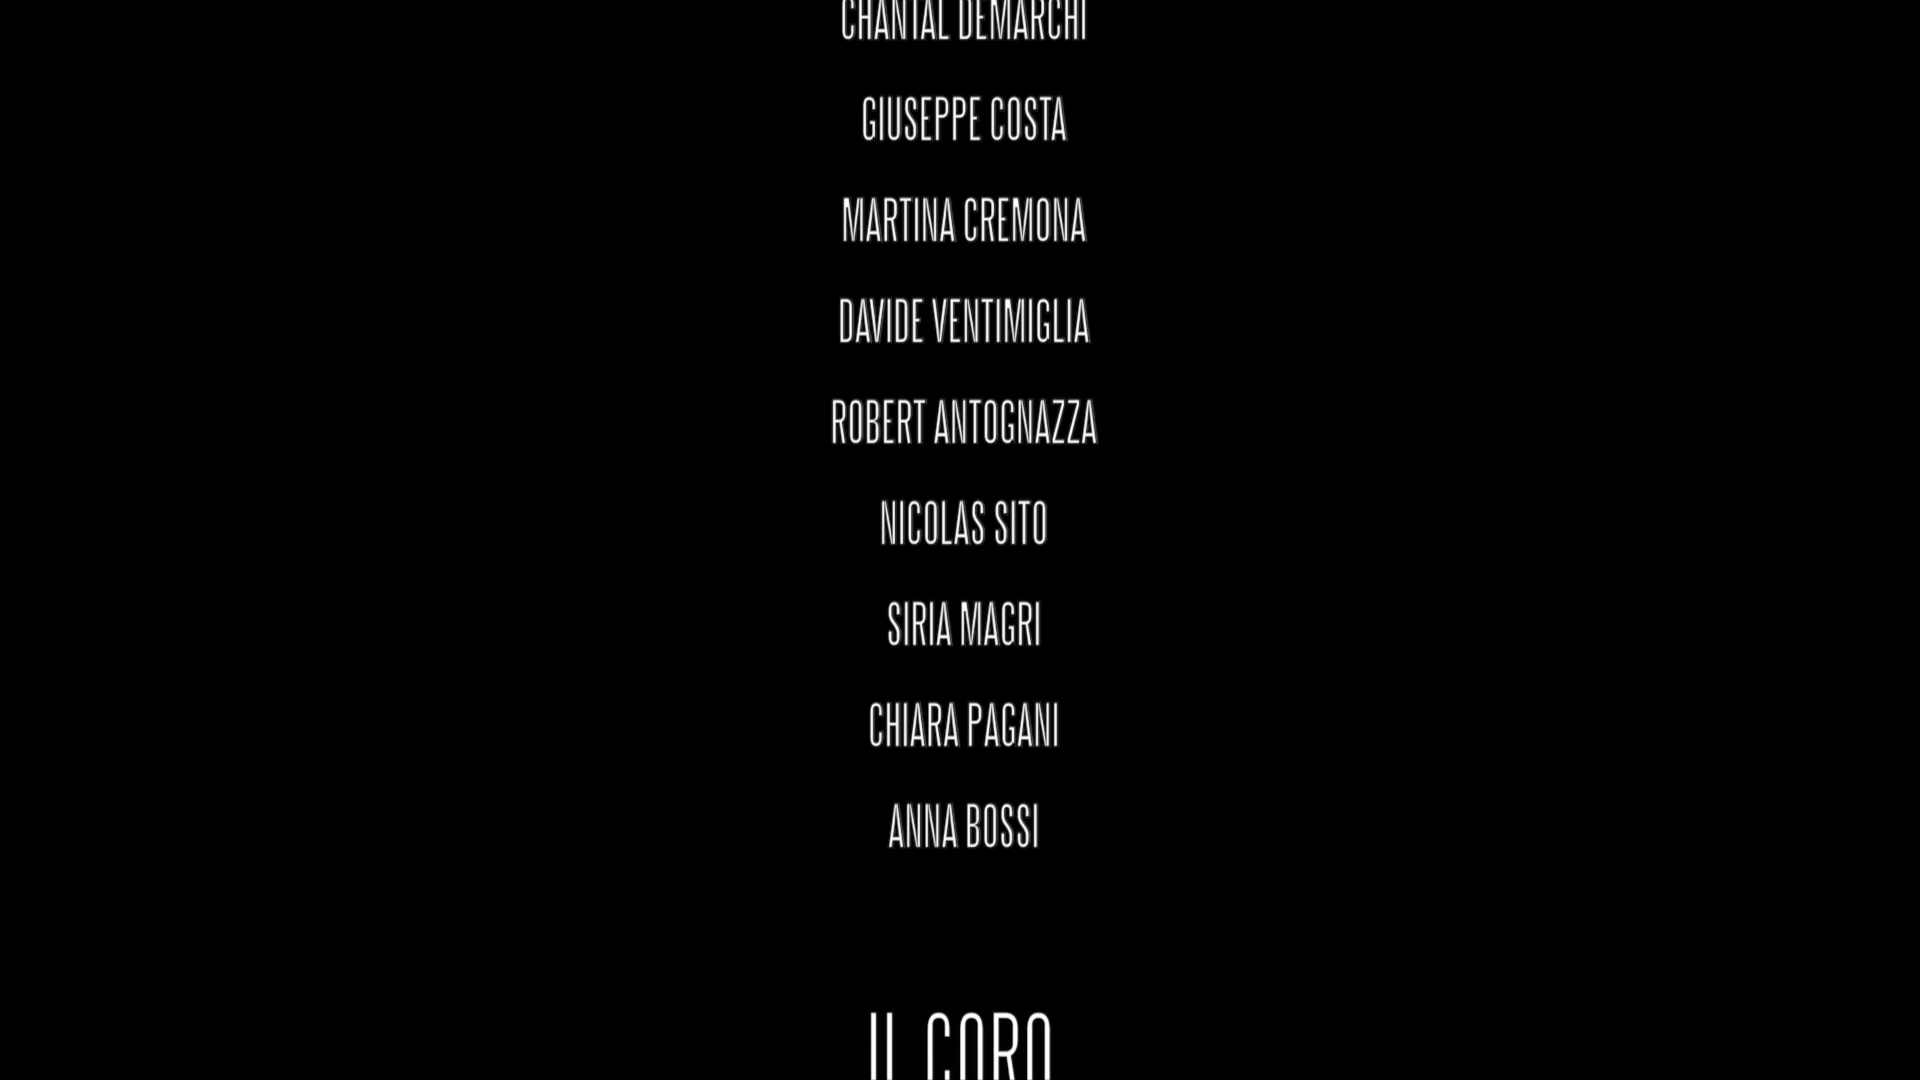 CHANTAL DEMARCHI
GIUSEPPE COSTA
MARTINA CREMONA
DAVIDE VENTIMIGLIA
ROBERT ANTOGNAZZA
NICOLAS SITO
SIRIA MAGRI
CHIARA PAGANI
ANNA BOSSI
IL CORO